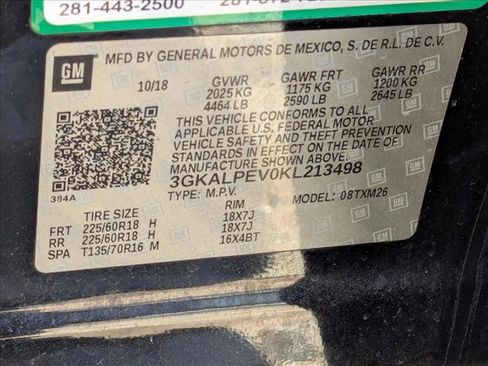 281-443-2500
GM
MFD BY GENERAL MOTORS DE MEXICO, S. DE R.L. DE C.V.
10/18 GVWR GAWR FRT GAWR RR
2025 KG 1175 KG 1200 KG
4464 LB 2590 LB 2645 LB
THIS VEHICLE CONFORMS TO ALL
APPLICABLE U.S. FEDERAL MOTOR
VEHICLE SAFETY AND THEFT PREVENTION
STANDARDS IN EFFECT ON THE DATE OF
MANUFACTURE SHOWN ABOVE.
3GKALPEV0KL213498
TYPE: M.P.V. MODEL: 08TXM26
384A
TIRE SIZE RIM
FRT 225/60R18 H 18X7J
RR 225/60R18 H 18X7J
SPA T135/70R16 M 16X4BT